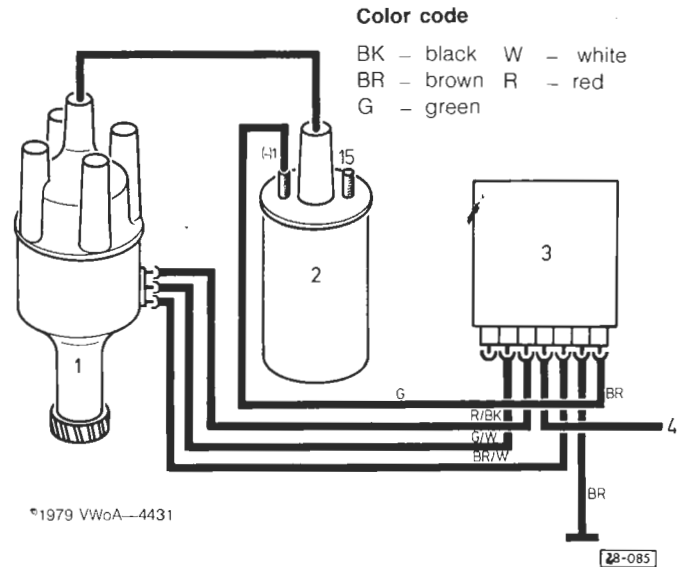 Color code
BK – black W – white
BR – brown R – red
G – green
(-)1
15
1
2
3
G
BR
R/BK
4
G/W
BR/W
BR
©1979 VWoA—4431
28-085